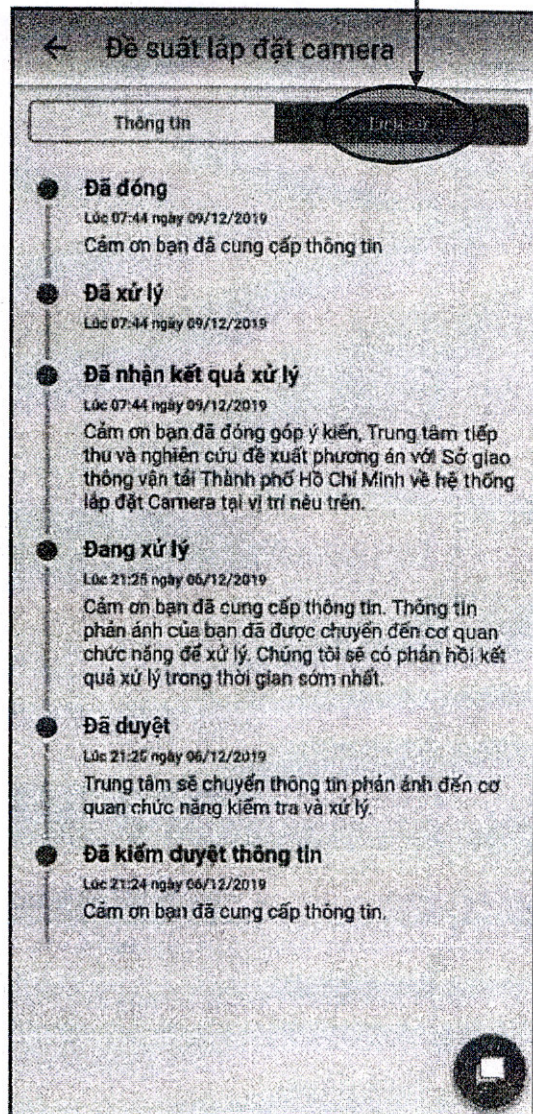 Đề suất lắp đặt camera
Thông tin
Đã đóng
Lúc 07:44 ngày 09/12/2019
Cảm ơn bạn đã cung cấp thông tin
Đã xử lý
Lúc 07:44 ngày 09/12/2019
Đã nhận kết quả xử lý
Lúc 07:44 ngày 09/12/2019
Cảm ơn bạn đã đóng góp ý kiến, Trung tâm tiếp
thu và nghiên cứu đề xuất phương án với Sở giao
thông vận tải Thành phố Hồ Chí Minh về hệ thống
lắp đặt Camera tại vị trí nêu trên.
Đang xử lý
Lúc 21:25 ngày 06/12/2019
Cảm ơn bạn đã cung cấp thông tin. Thông tin
phản ánh của bạn đã được chuyển đến cơ quan
chức năng để xử lý. Chúng tôi sẽ có phản hồi kết
quả xử lý trong thời gian sớm nhất.
Đã duyệt
Lúc 21:25 ngày 06/12/2019
Trung tâm sẽ chuyển thông tin phản ánh đến cơ
quan chức năng kiểm tra và xử lý.
Đã kiểm duyệt thông tin
Lúc 21:24 ngày 06/12/2019
Cảm ơn bạn đã cung cấp thông tin.